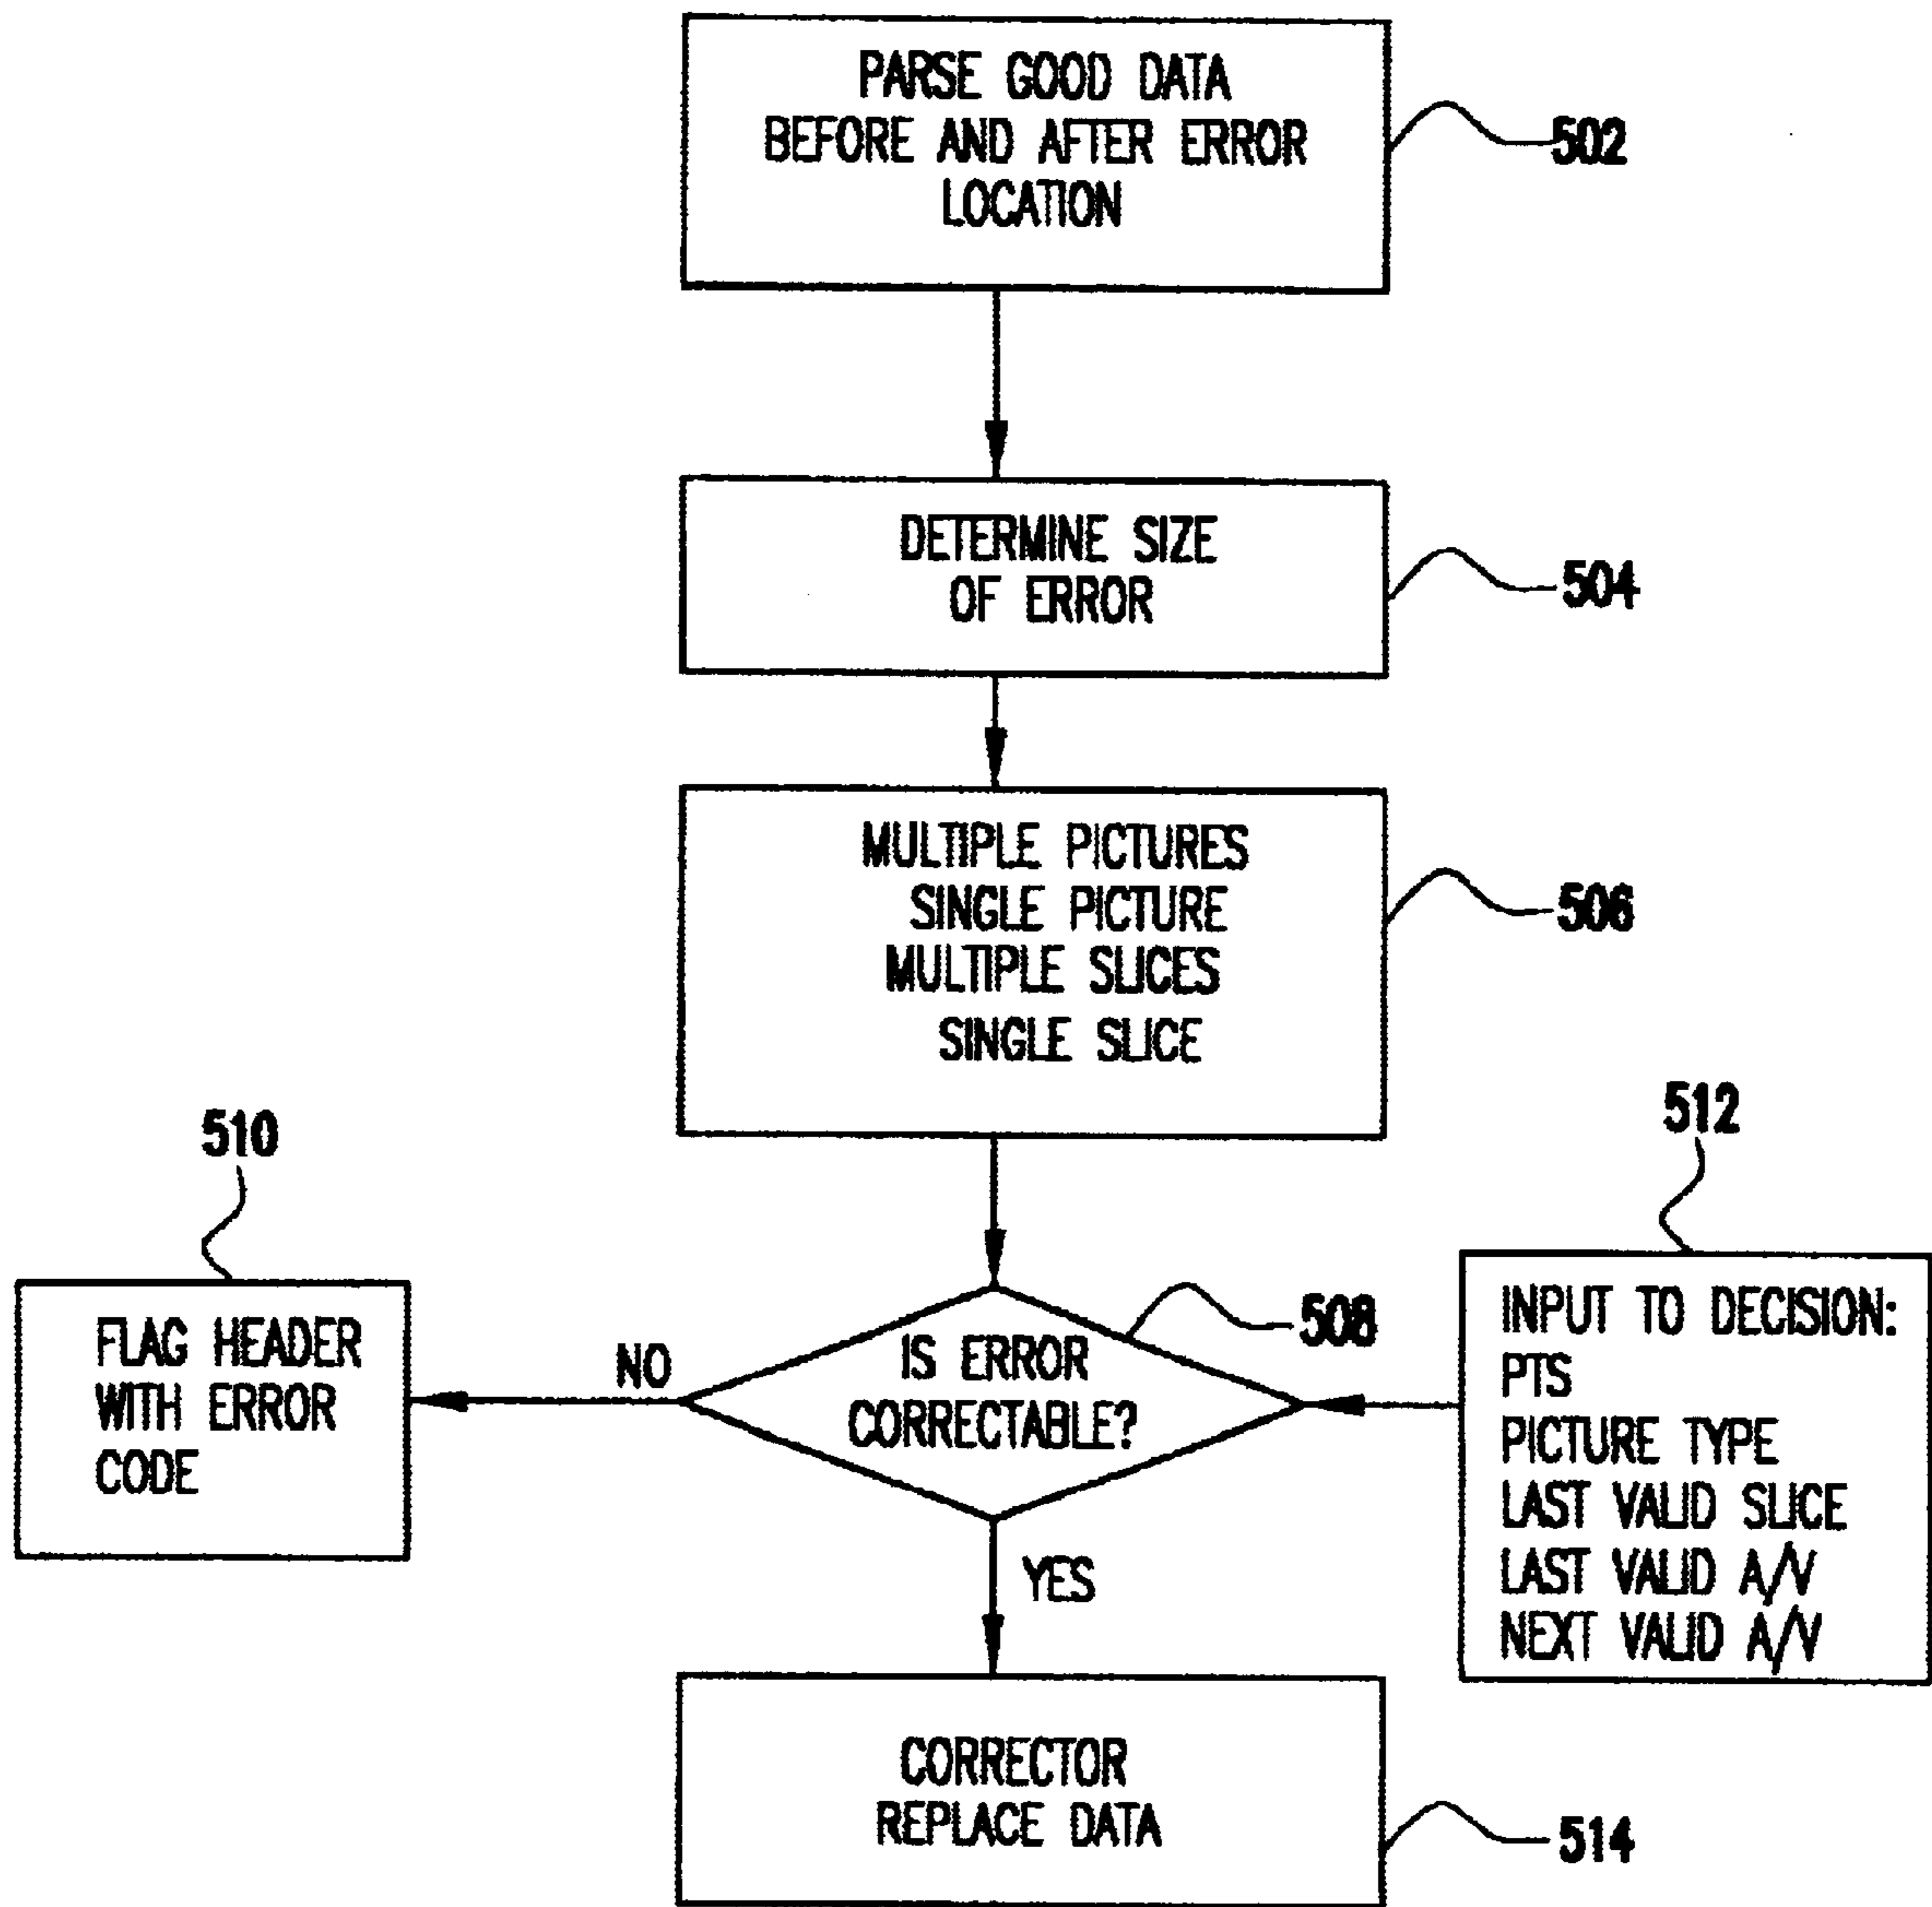 PARSE GOOD DATA
BEFORE AND AFTER ERROR
LOCATION
502
DETERMINE SIZE
OF ERROR
504
MULTIPLE PICTURES
SINGLE PICTURE
MULTIPLE SLICES
SINGLE SLICE
506
510
512
FLAG HEADER
WITH ERROR
CODE
NO
IS ERROR
CORRECTABLE?
508
INPUT TO DECISION:
PTS
PICTURE TYPE
LAST VALID SLICE
LAST VALID A/V
NEXT VALID A/V
YES
CORRECTOR
REPLACE DATA
514